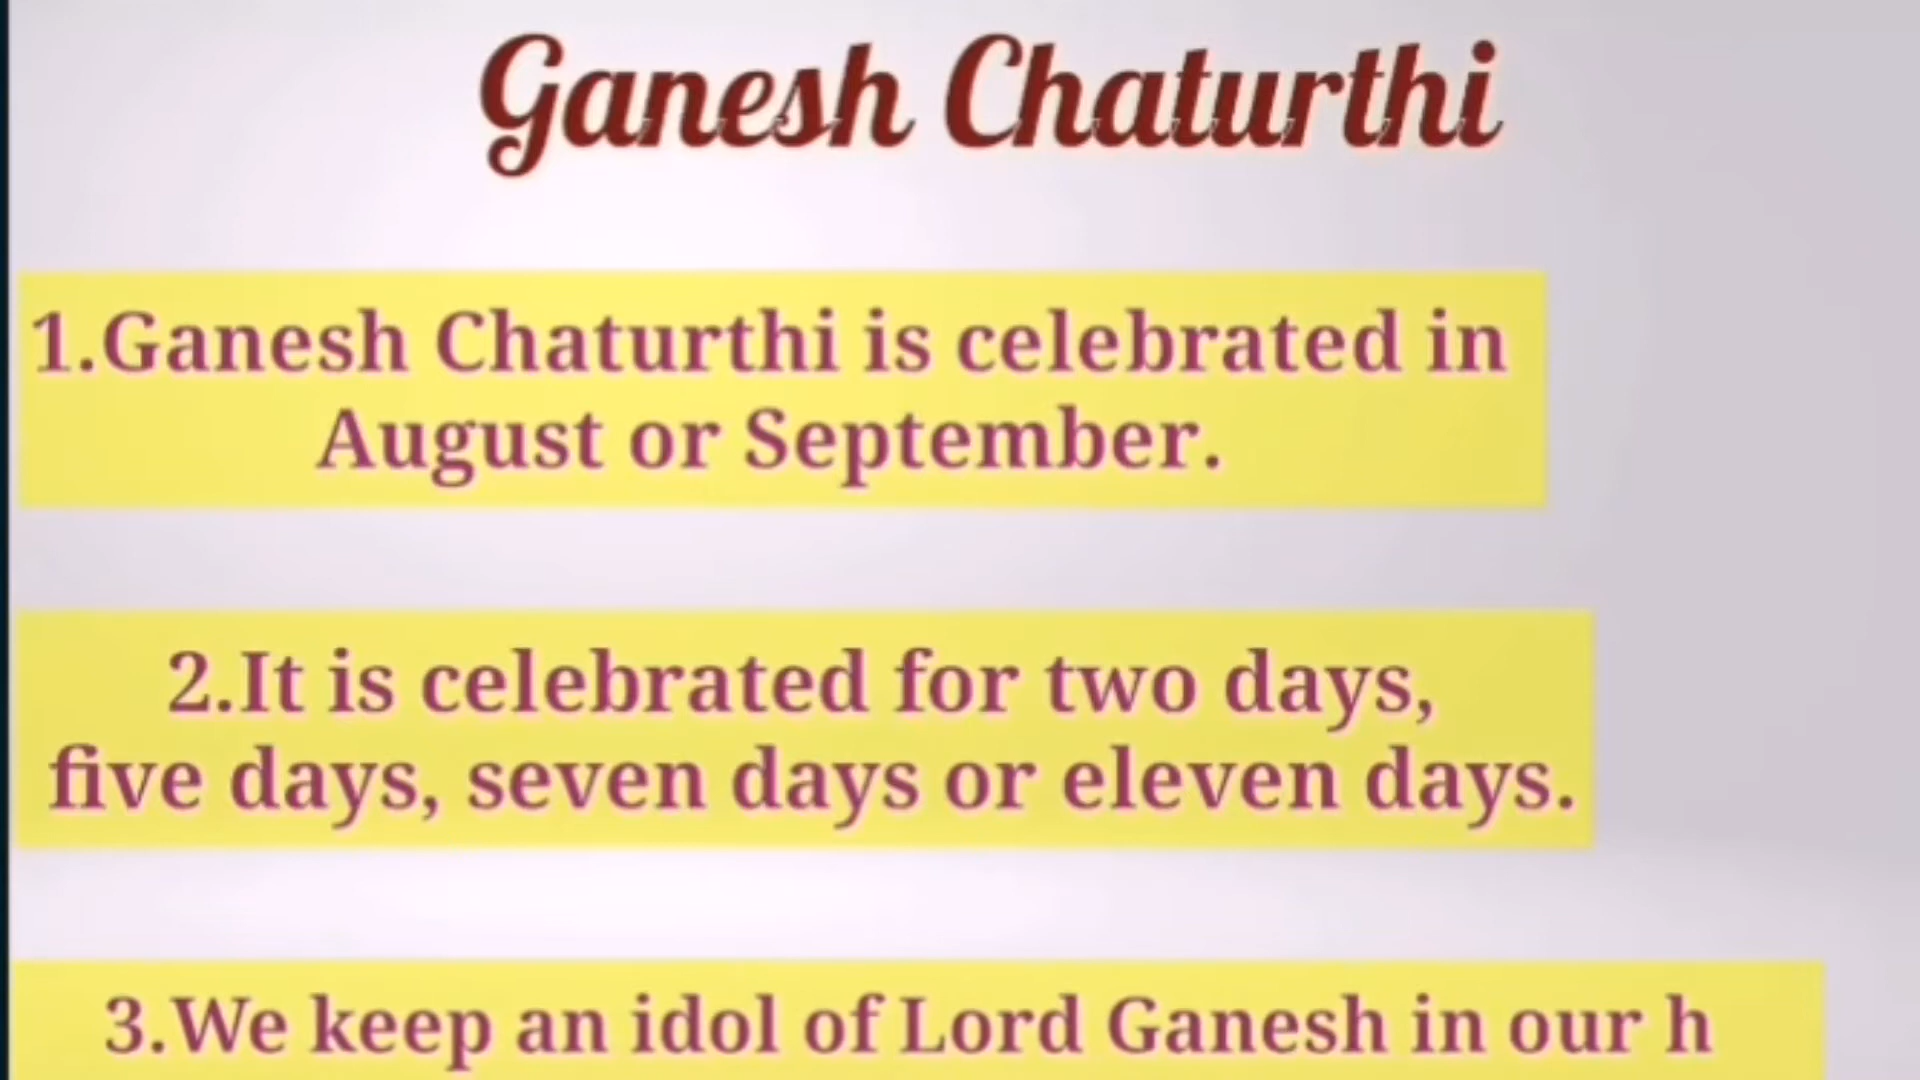 Ganesh Chaturthi
1.Ganesh Chaturthi is celebrated in
August or September.
2.It is celebrated for two days,
five days, seven days or eleven days.
3.We keep an idol of Lord Ganesh in our h